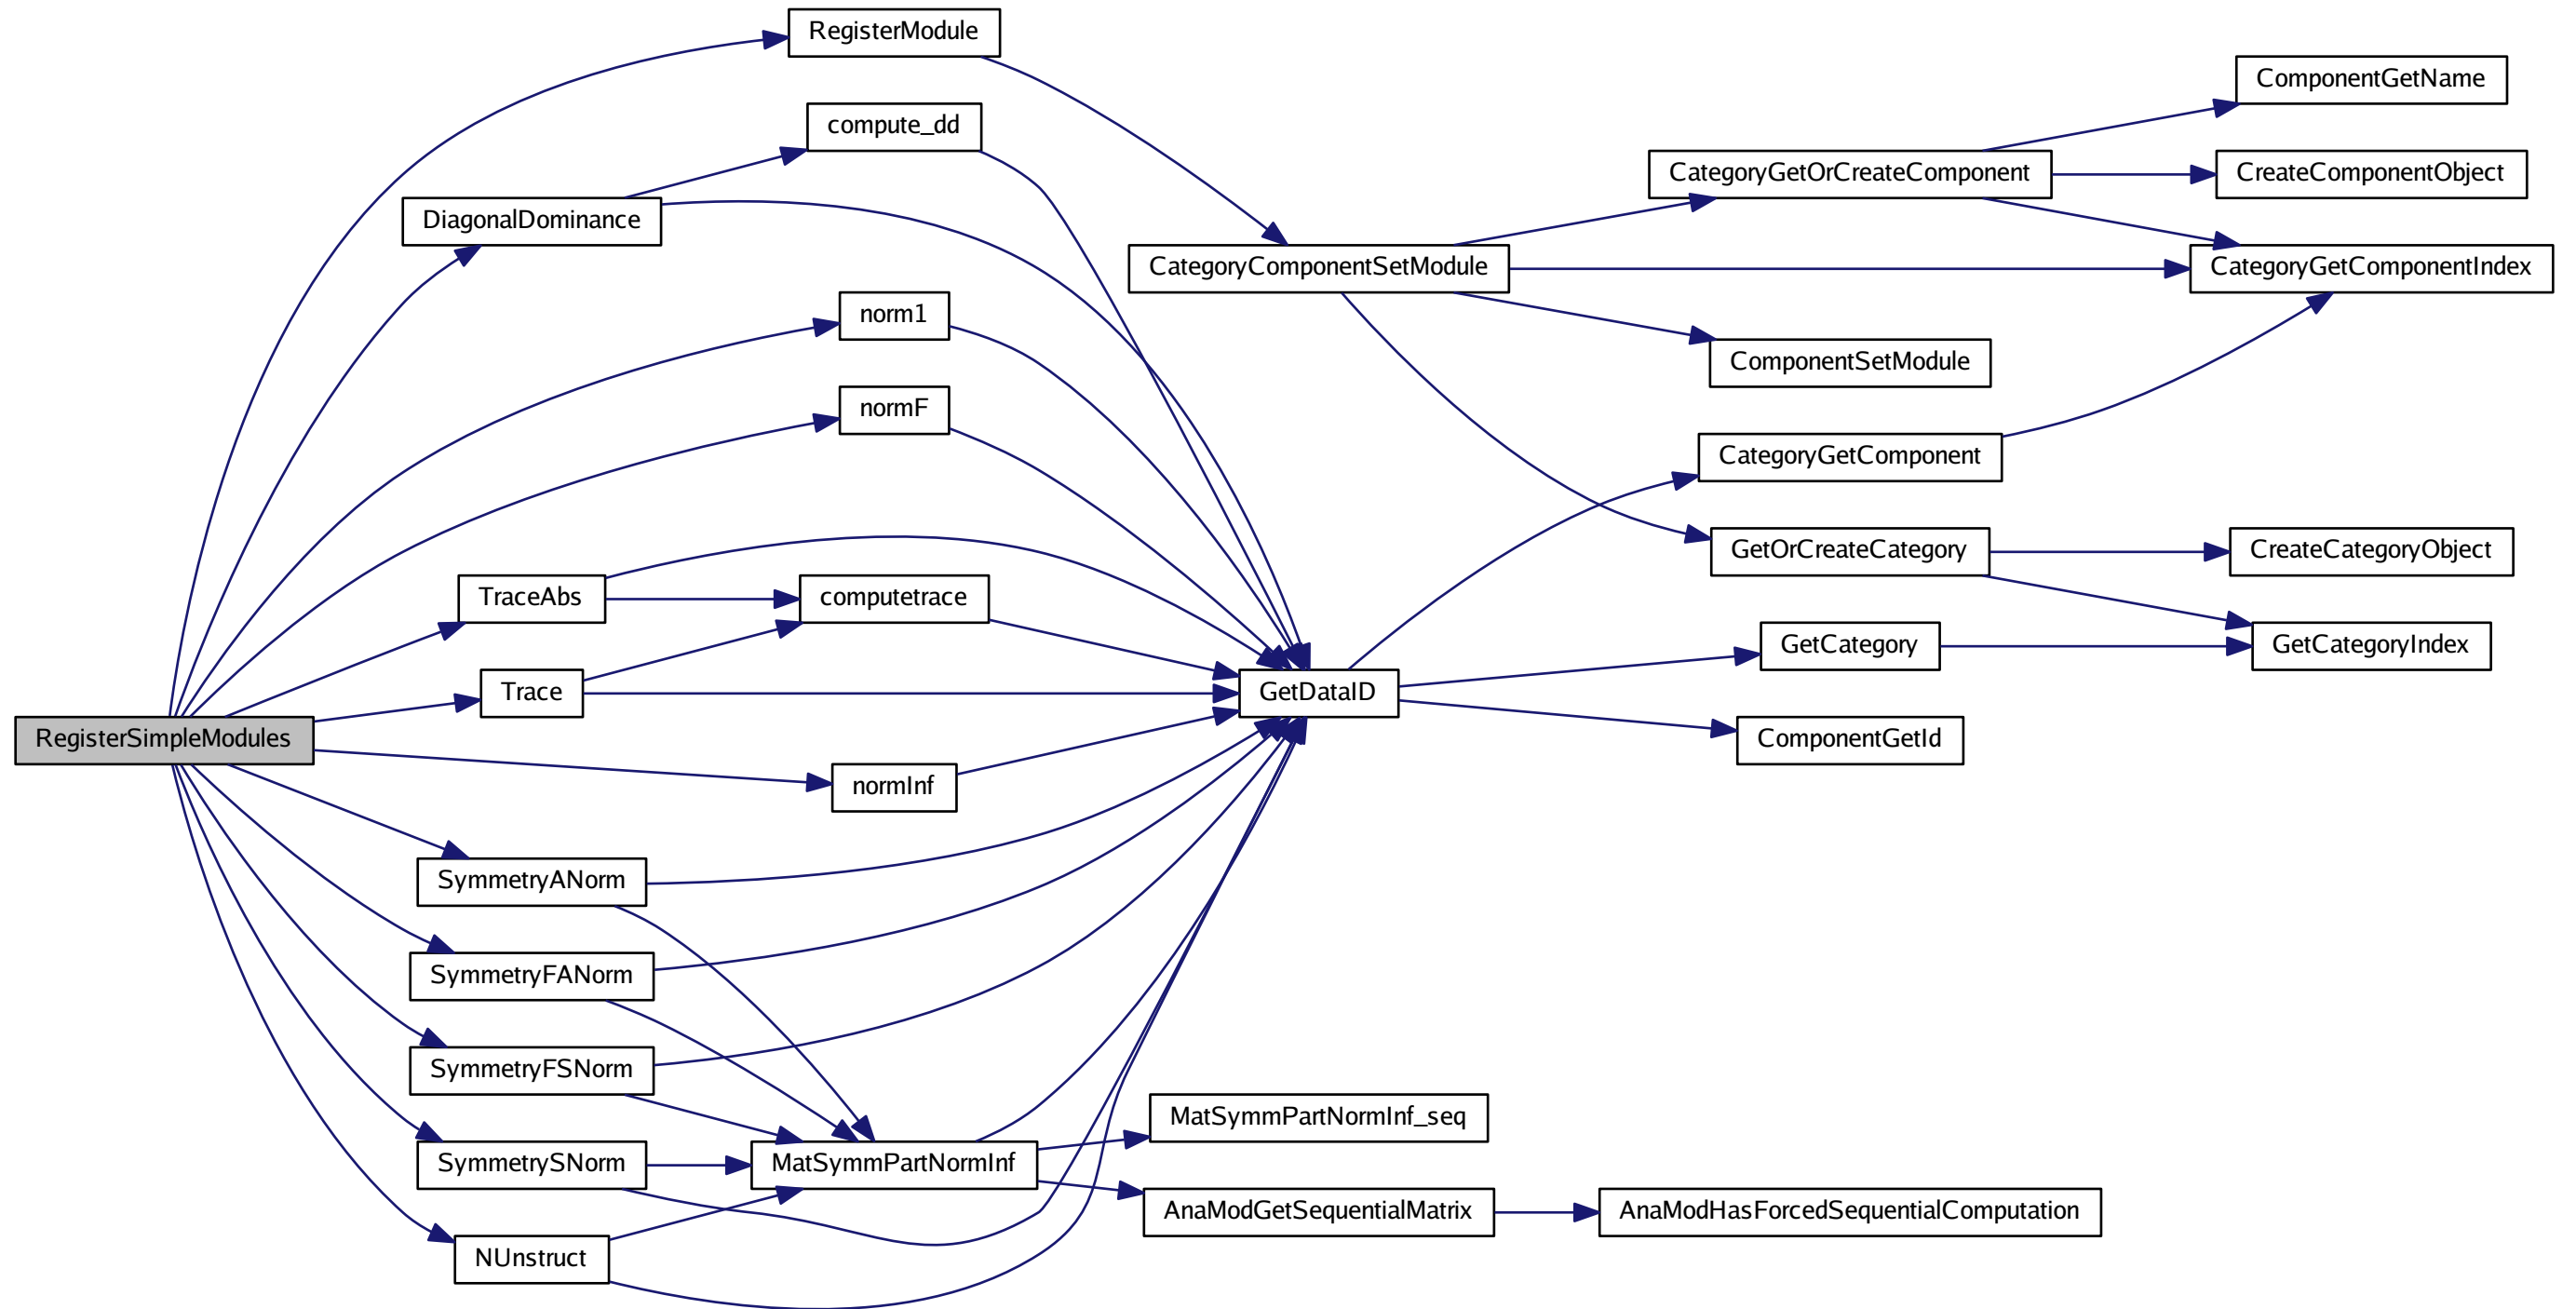 RegisterModule
ComponentGetName
compute_dd
CategoryGetOrCreateComponent
CreateComponentObject
DiagonalDominance
CategoryComponentSetModule
CategoryGetComponentIndex
norm1
ComponentSetModule
normF
CategoryGetComponent
GetOrCreateCategory
CreateCategoryObject
TraceAbs
computetrace
GetCategory
GetCategoryIndex
Trace
GetDataID
RegisterSimpleModules
ComponentGetId
normInf
SymmetryANorm
SymmetryFANorm
SymmetryFSNorm
MatSymmPartNormInf_seq
SymmetrySNorm
MatSymmPartNormInf
AnaModGetSequentialMatrix
AnaModHasForcedSequentialComputation
NUnstruct